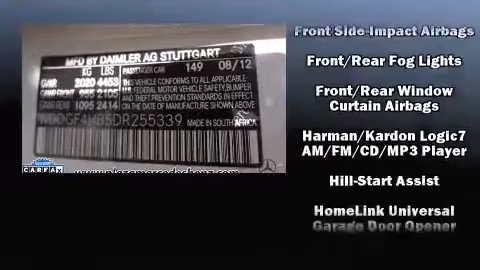 MFD BY DAIMLER AG STUTTGART
KG LBS PASSENGER CAR 149 08/12
GVWR 2020 4453 THIS VEHICLE CONFORMS TO ALL APPLICABLE
GAWR FRONT U.S. FEDERAL MOTOR VEHICLE SAFETY, BUMPER
GAWR REAR 1095 2414 AND THEFT PREVENTION STANDARDS IN EFFECT
ON THE DATE OF MANUFACTURE SHOWN ABOVE.
MADE IN SOUTH AFRICA
CARFAX
Front Side-Impact Airbags
Front/Rear Fog Lights
Front/Rear Window
Curtain Airbags
Harman/Kardon Logic7
AM/FM/CD/MP3 Player
Hill-Start Assist
HomeLink Universal
Garage Door Opener